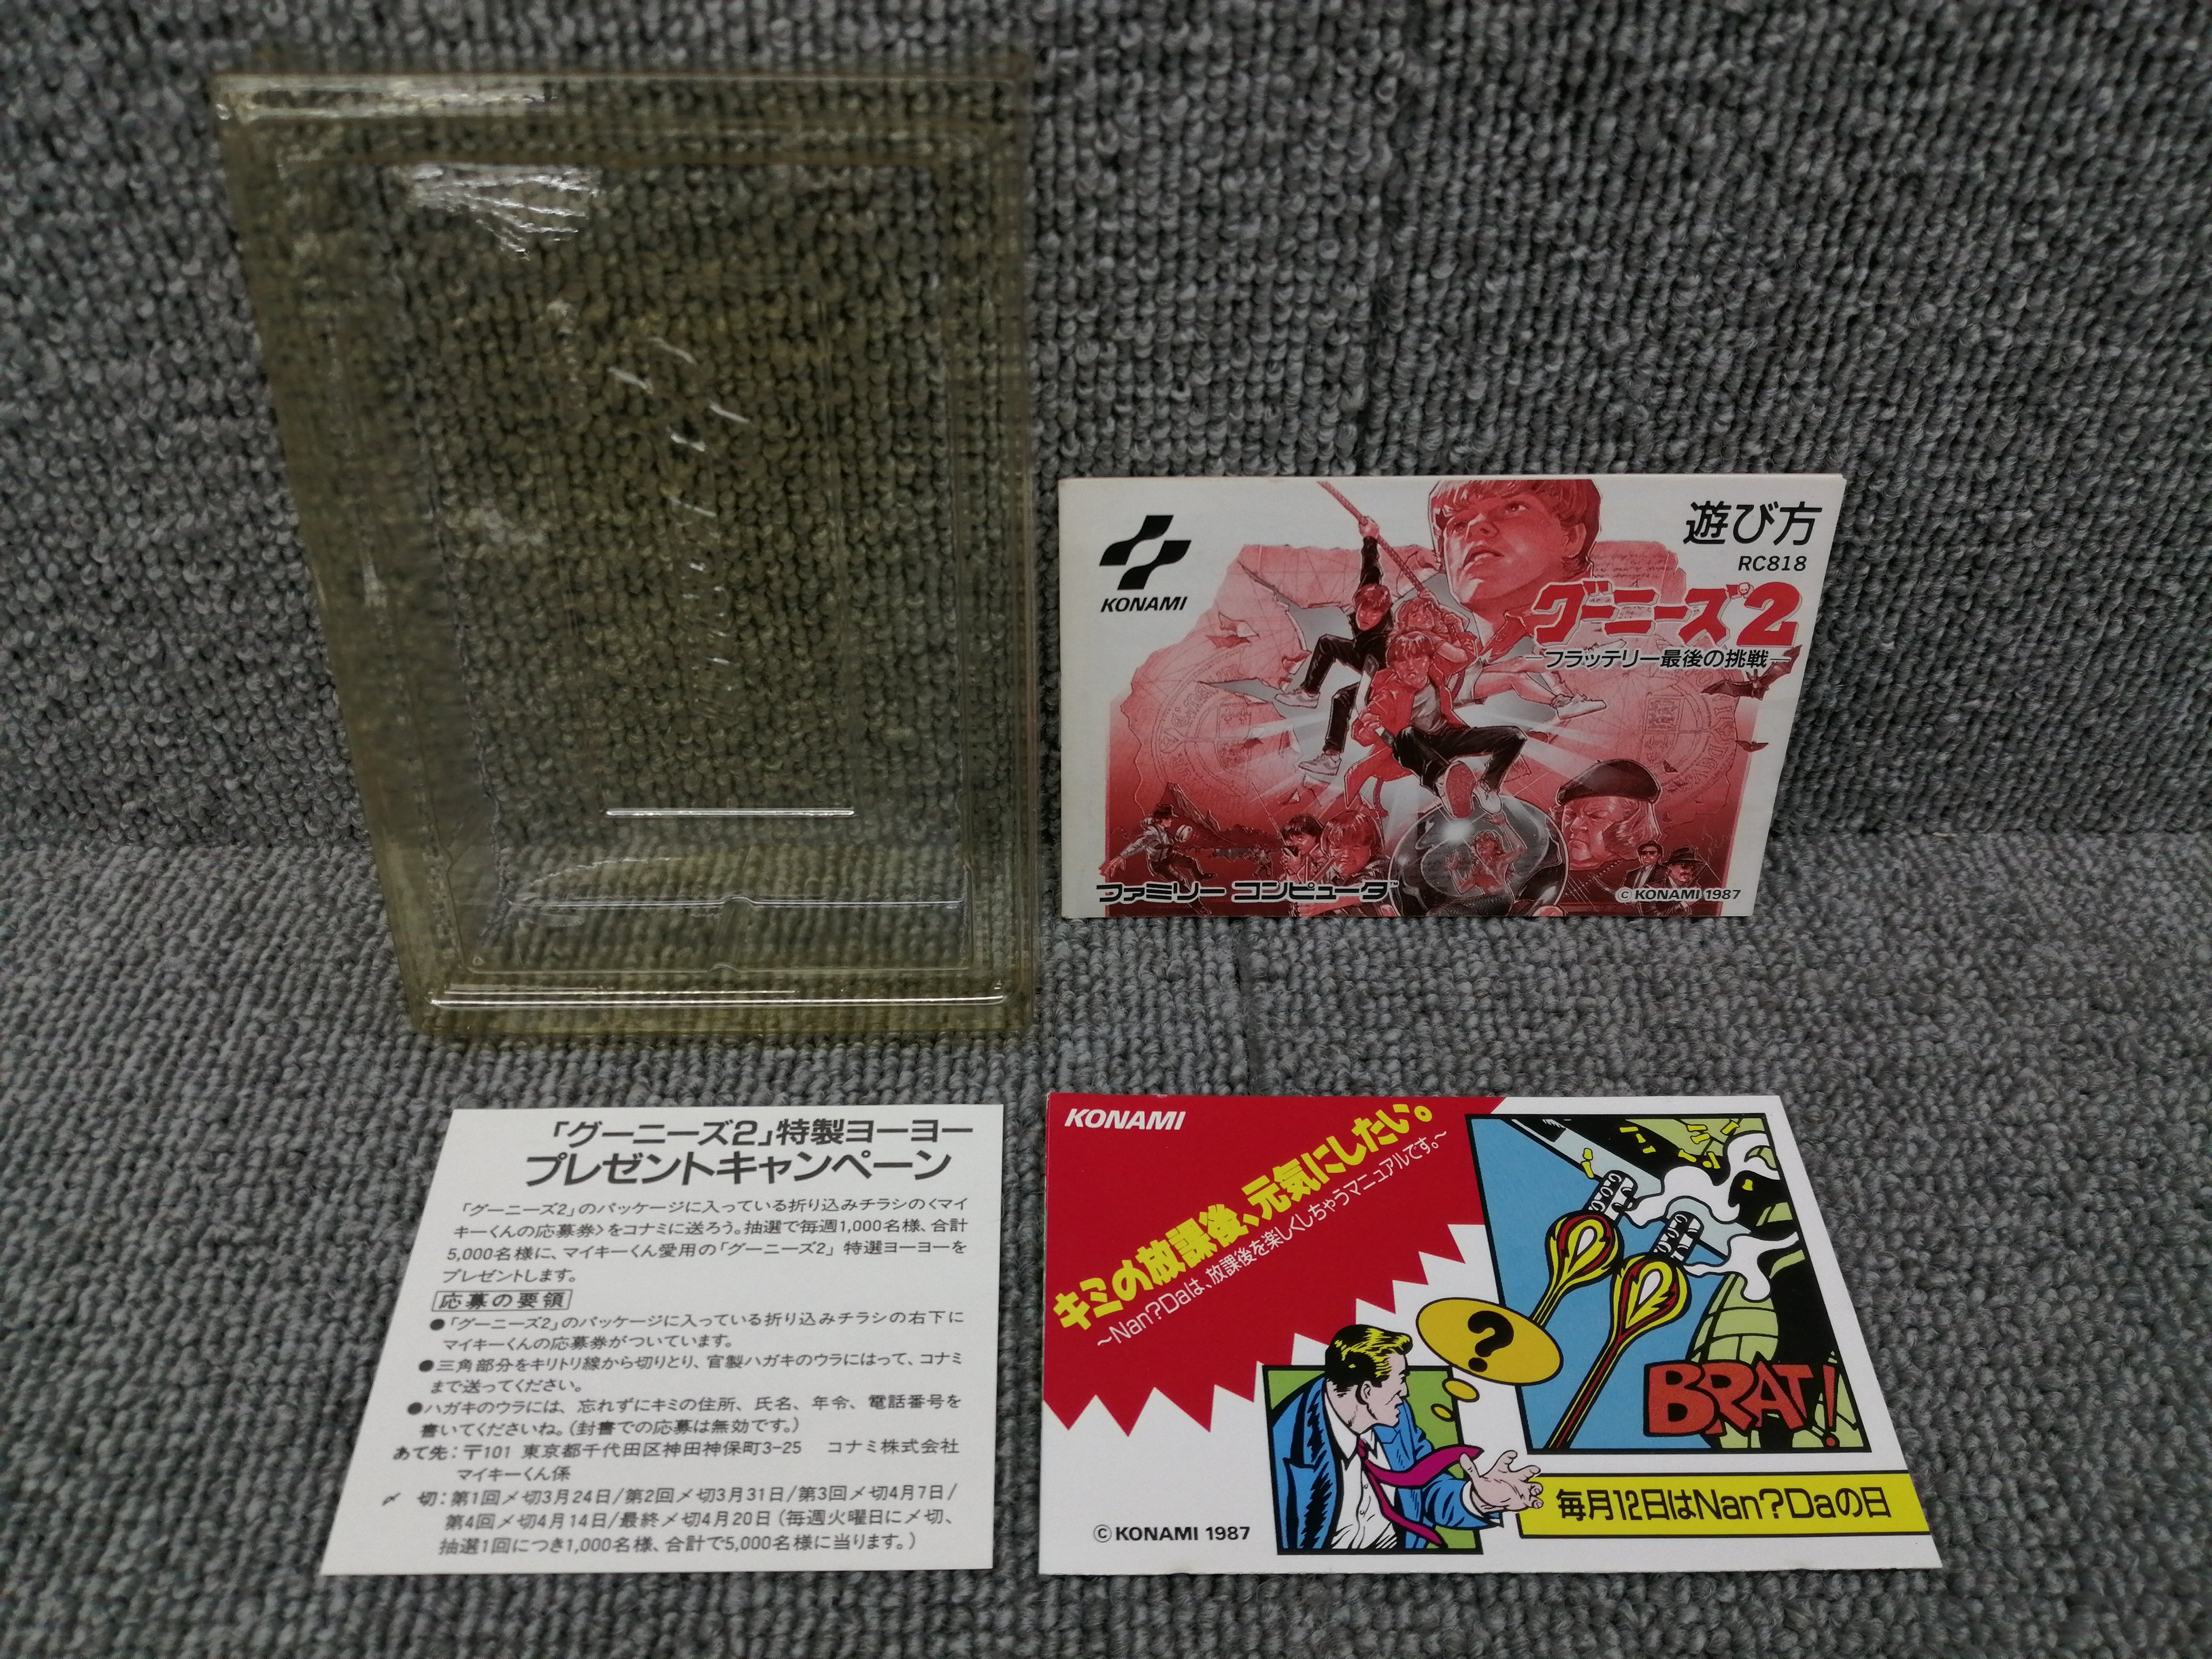 KONAMI
遊び方
RC818
グーニーズ2
―フラッテリー最後の挑戦―
ファミリー コンピュータ™
© KONAMI 1987
「グーニーズ2」特製ヨーヨー
プレゼントキャンペーン
「グーニーズ2」のパッケージに入っている折り込みチラシの〈マイ
キーくんの応募券〉をコナミに送ろう。抽選で毎週1,000名様、合計
5,000名様に、マイキーくん愛用の「グーニーズ2」特選ヨーヨーを
プレゼントします。
応募の要領
●「グーニーズ2」のパッケージに入っている折り込みチラシの右下に
マイキーくんの応募券がついています。
●三角部分をキリトリ線から切りとり、官製ハガキのウラにはって、コナミ
まで送ってください。
●ハガキのウラには、忘れずにキミの住所、氏名、年令、電話番号を
書いてくださいね。(封書での応募は無効です。)
あて先:〒101 東京都千代田区神田神保町3-25 コナミ株式会社
マイキーくん係
〆 切:第1回〆切3月24日/第2回〆切3月31日/第3回〆切4月7日/
第4回〆切4月14日/最終〆切4月20日(毎週火曜日に〆切、
抽選1回につき1,000名様、合計で5,000名様に当ります。)
KONAMI
キミの放課後、元気にしたい。
~Nan?Daは、放課後を楽しくしちゃうマニュアルです。~
?
BRAT!
毎月12日はNan?Daの日
© KONAMI 1987